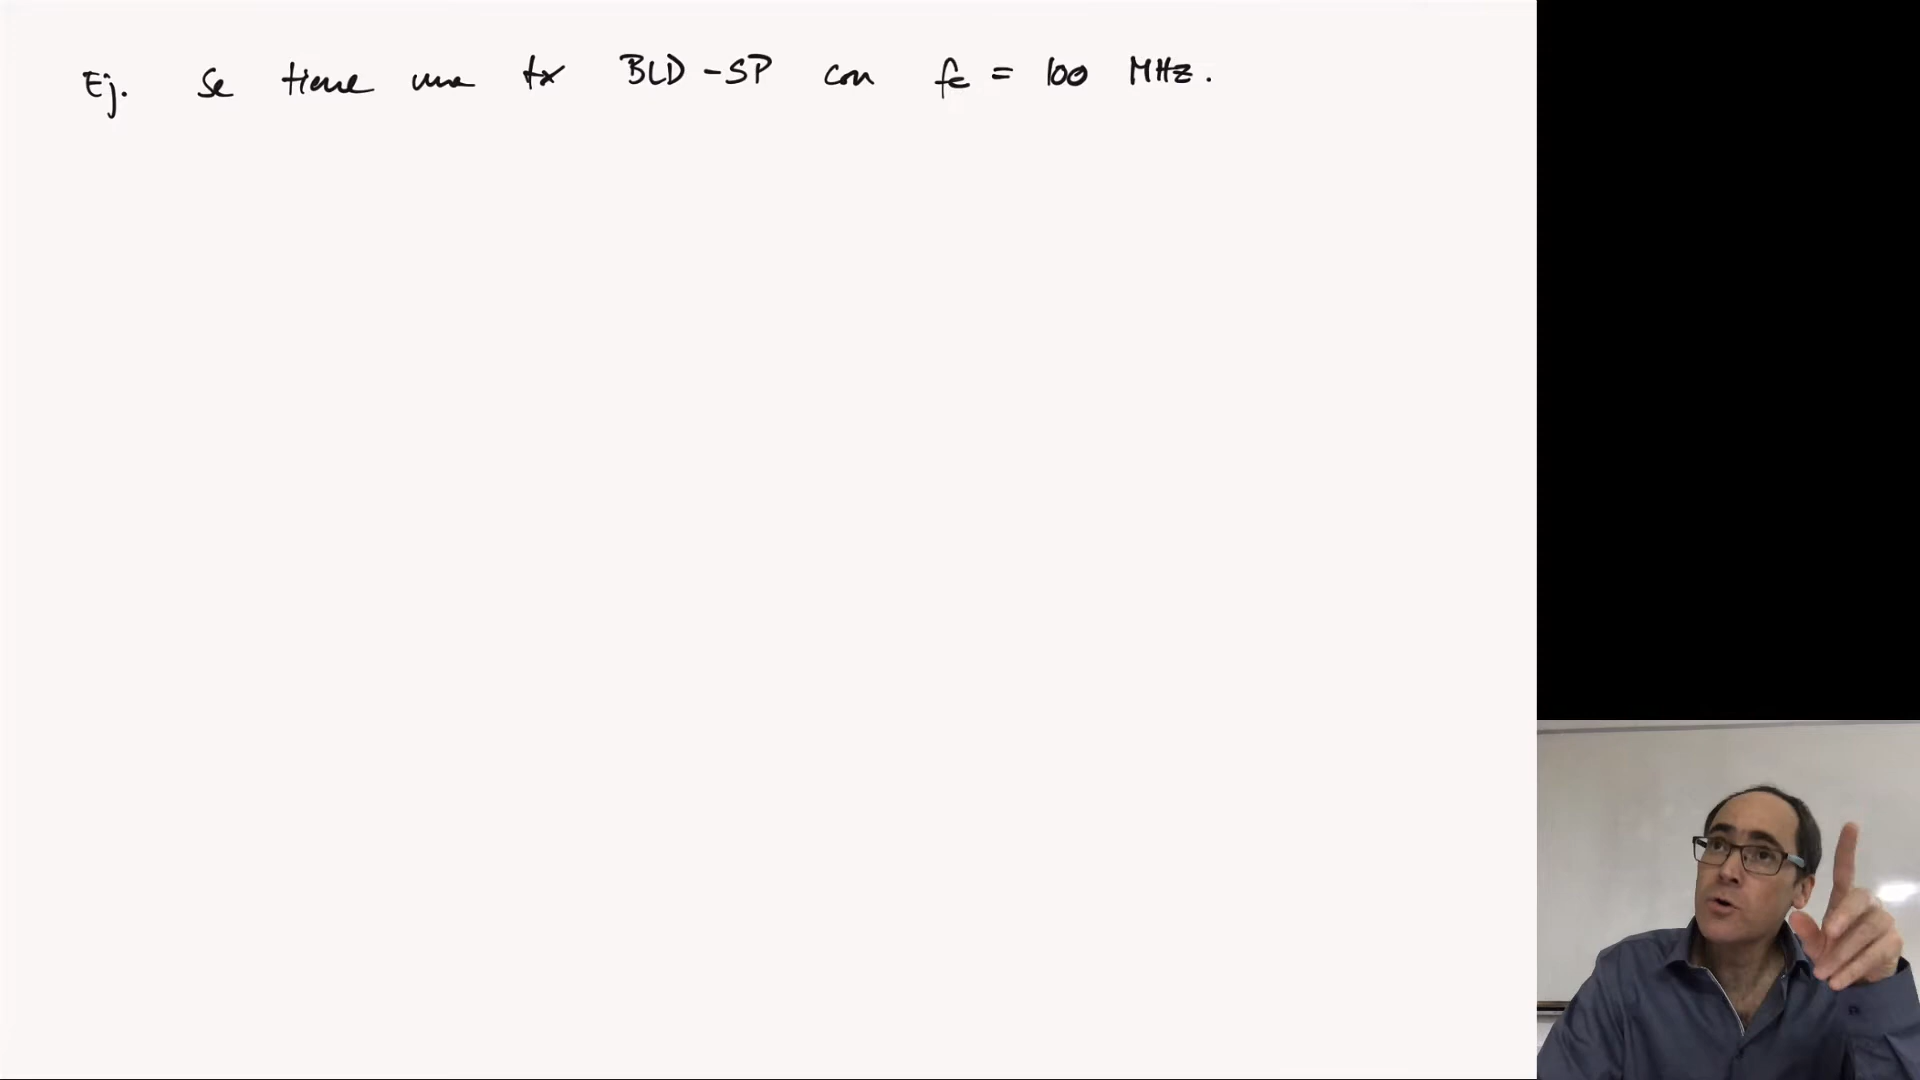 Ej. Se tiene una tx BLD-SP con fc = 100 MHz.